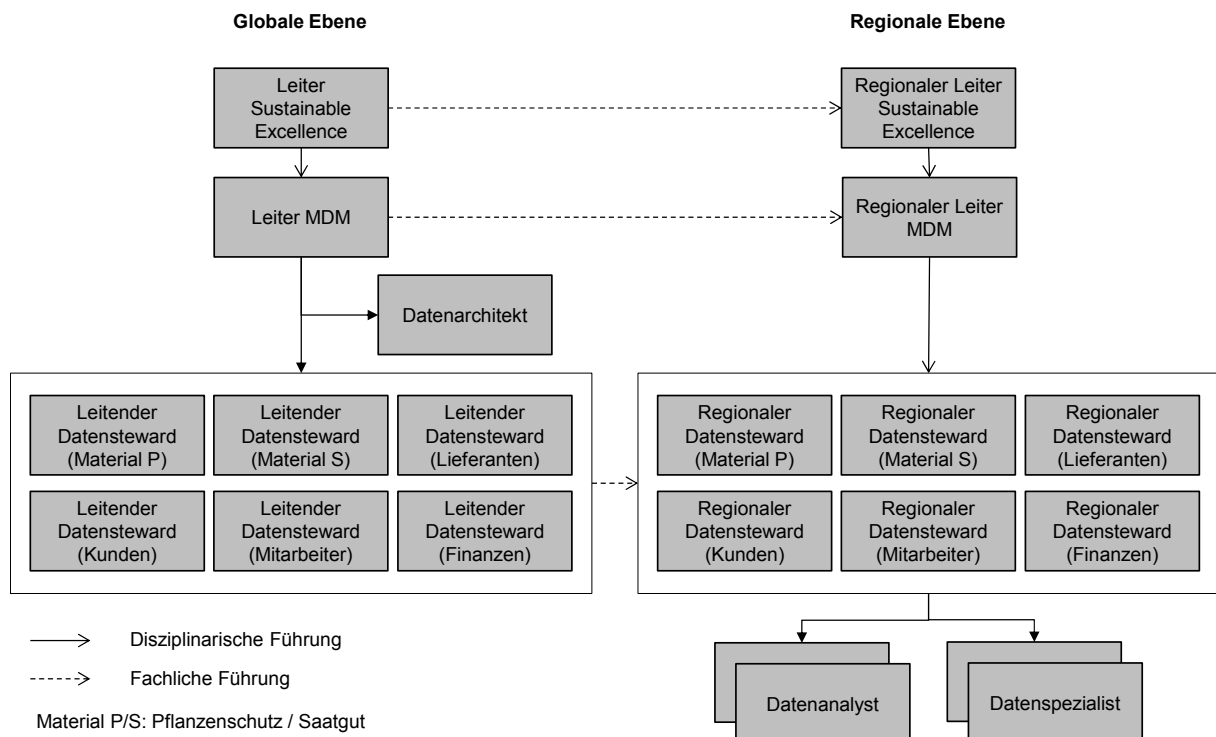 Globale Ebene
Regionale Ebene
Leiter
Sustainable
Excellence
Regionaler Leiter
Sustainable
Excellence
Leiter MDM
Regionaler Leiter
MDM
Datenarchitekt
Leitender
Datensteward
(Material P)
Leitender
Datensteward
(Material S)
Leitender
Datensteward
(Lieferanten)
Leitender
Datensteward
(Kunden)
Leitender
Datensteward
(Mitarbeiter)
Leitender
Datensteward
(Finanzen)
Regionaler
Datensteward
(Material P)
Regionaler
Datensteward
(Material S)
Regionaler
Datensteward
(Lieferanten)
Regionaler
Datensteward
(Kunden)
Regionaler
Datensteward
(Mitarbeiter)
Regionaler
Datensteward
(Finanzen)
Disziplinarische Führung
Fachliche Führung
Material P/S: Pflanzenschutz / Saatgut
Datenanalyst
Datenspezialist